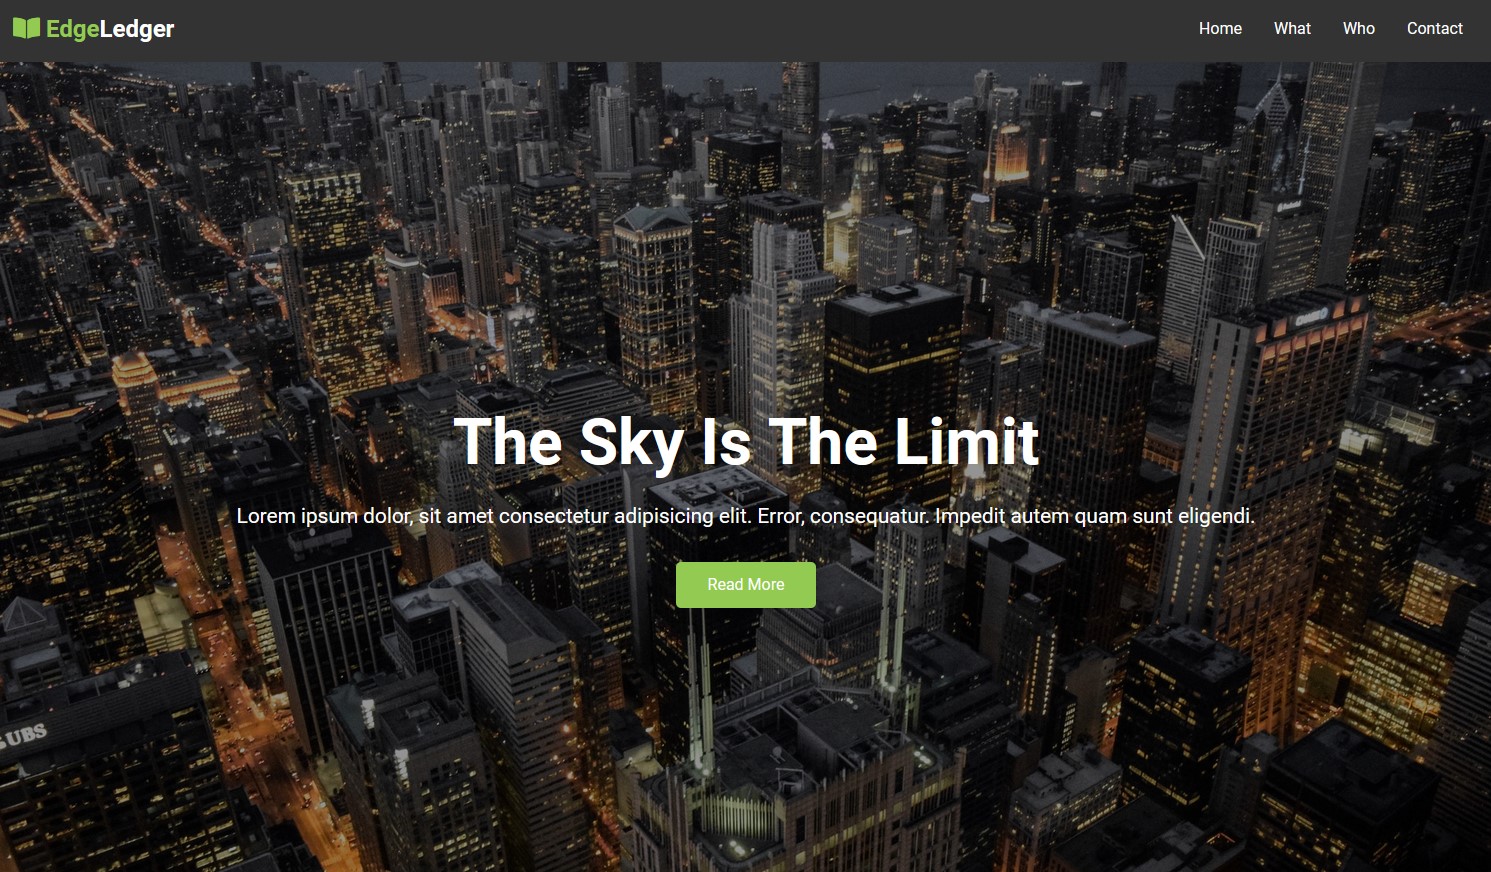 EdgeLedger
Home What Who Contact
The Sky Is The Limit
Lorem ipsum dolor, sit amet consectetur adipisicing elit. Error, consequatur. Impedit autem quam sunt eligendi.
Read More
UBS